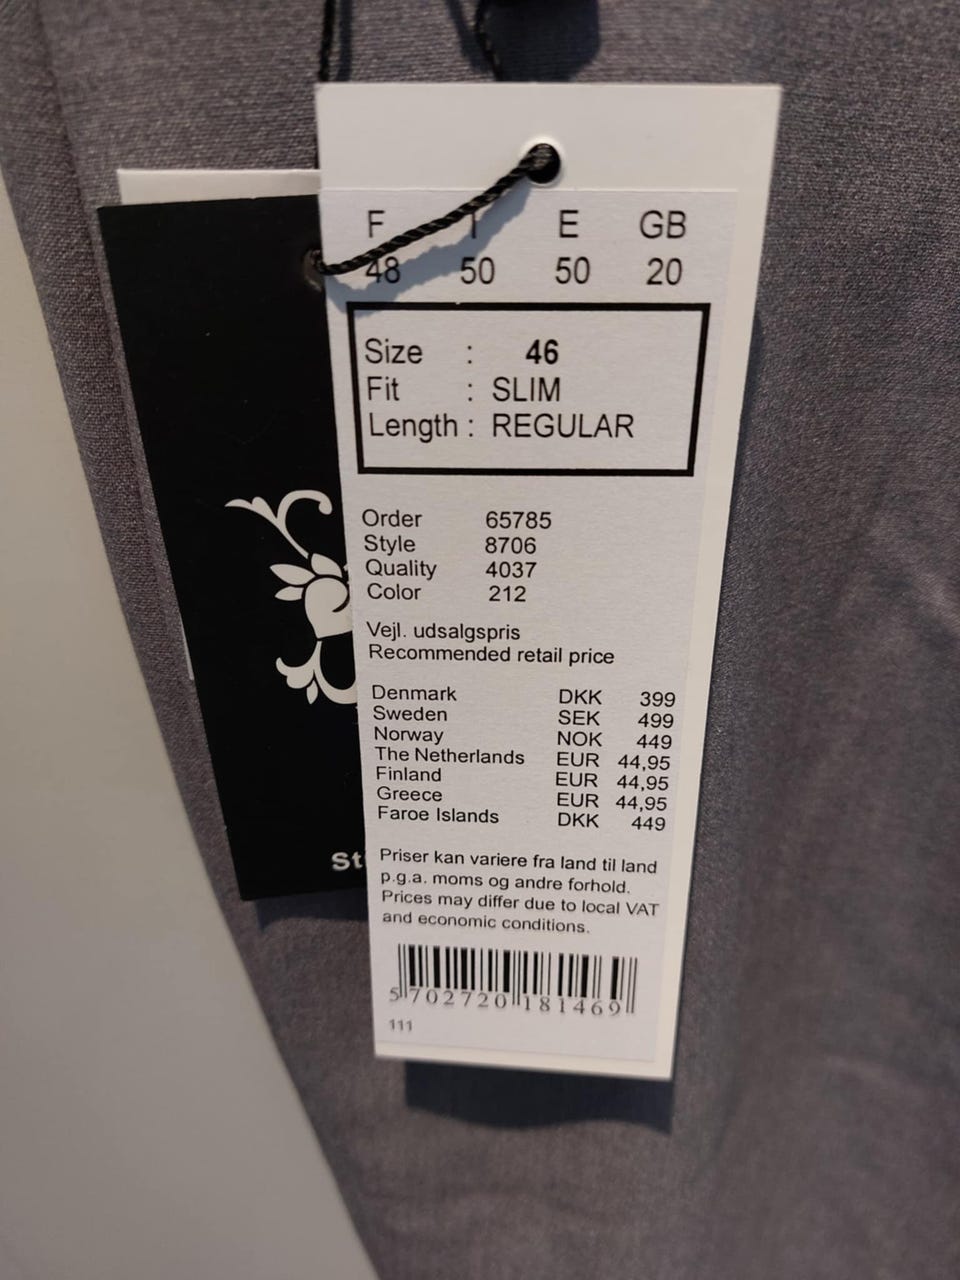 F I E GB
48 50 50 20
Size : 46
Fit : SLIM
Length : REGULAR
Order 65785
Style 8706
Quality 4037
Color 212
Vejl. udsalgspris
Recommended retail price
Denmark DKK 399
Sweden SEK 499
Norway NOK 449
The Netherlands EUR 44,95
Finland EUR 44,95
Greece EUR 44,95
Faroe Islands DKK 449
Priser kan variere fra land til land
p.g.a. moms og andre forhold.
Prices may differ due to local VAT
and economic conditions.
5 702720 181469
111